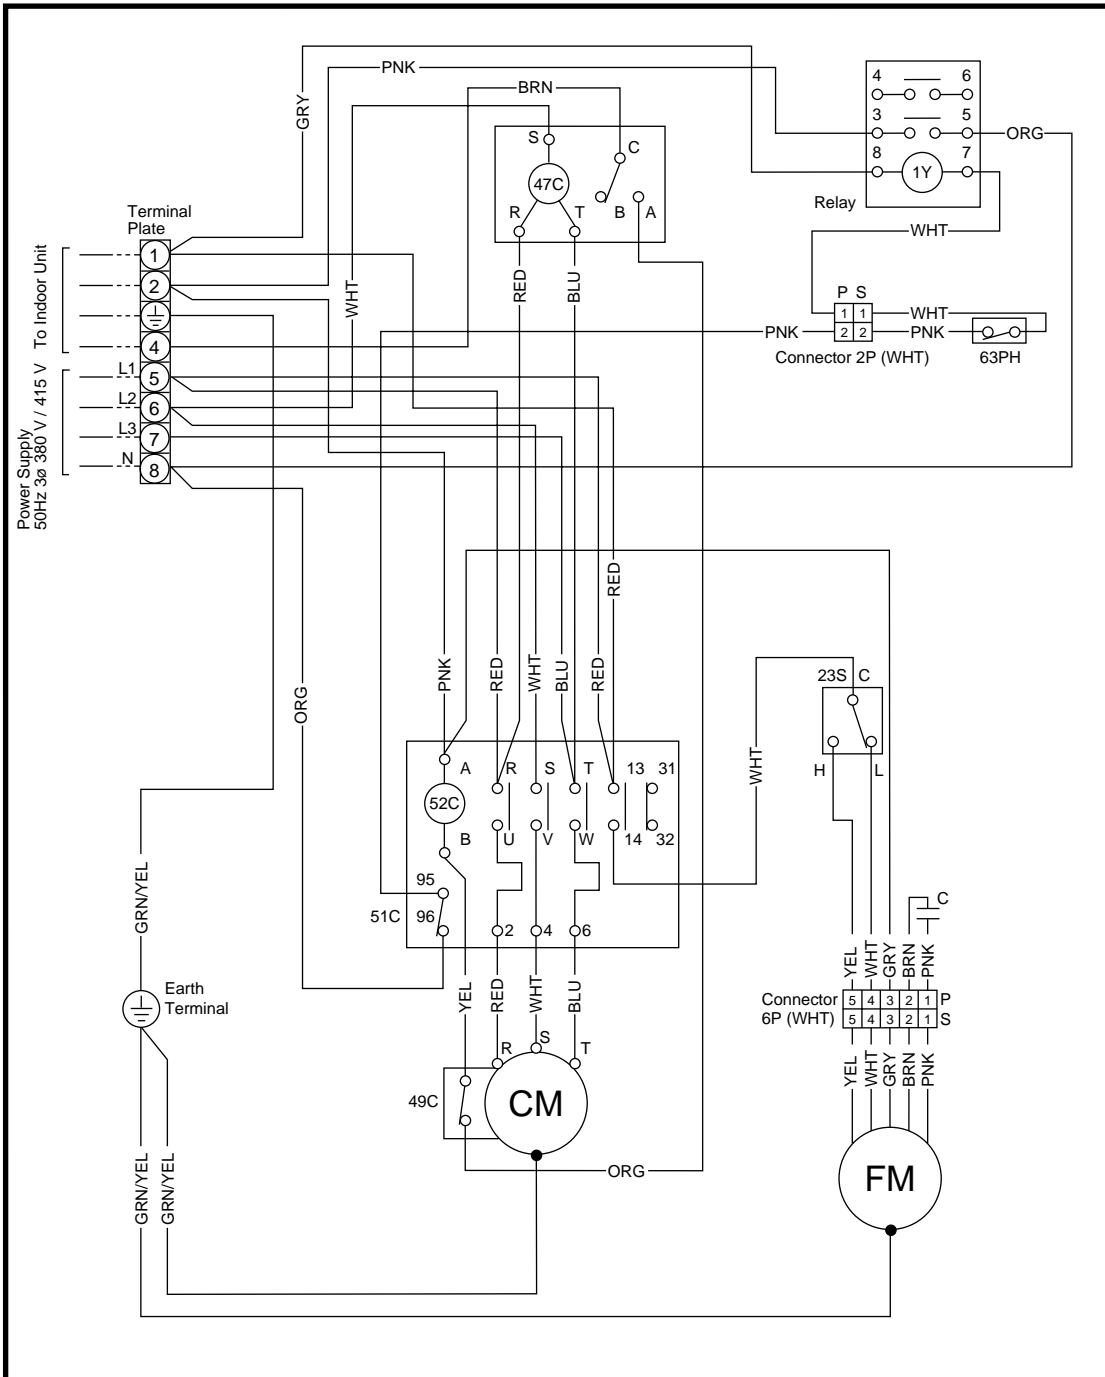 PNK
BRN
GRY
4 6
3 5
ORG
8 1Y 7
Relay
WHT
S
C
47C
R T B A
Terminal
Plate
1
2
4
L1 5
L2 6
L3 7
N 8
To Indoor Unit
Power Supply
50Hz 3ø 380 V / 415 V
WHT
RED
BLU
P S
1 1 WHT
PNK 2 2 PNK
Connector 2P (WHT)
63PH
RED
PNK
RED
WHT
BLU
RED
ORG
23S C
H L
WHT
A R S T 13 31
52C
B U V W 14 32
95
51C 96
2 4 6
GRN/YEL
C
YEL
WHT
GRY
BRN
PNK
Earth
Terminal
YEL
RED
WHT
BLU
Connector 5 4 3 2 1 P
6P (WHT) 5 4 3 2 1 S
YEL
WHT
GRY
BRN
PNK
R S T
49C
CM
ORG
FM
GRN/YEL
GRN/YEL